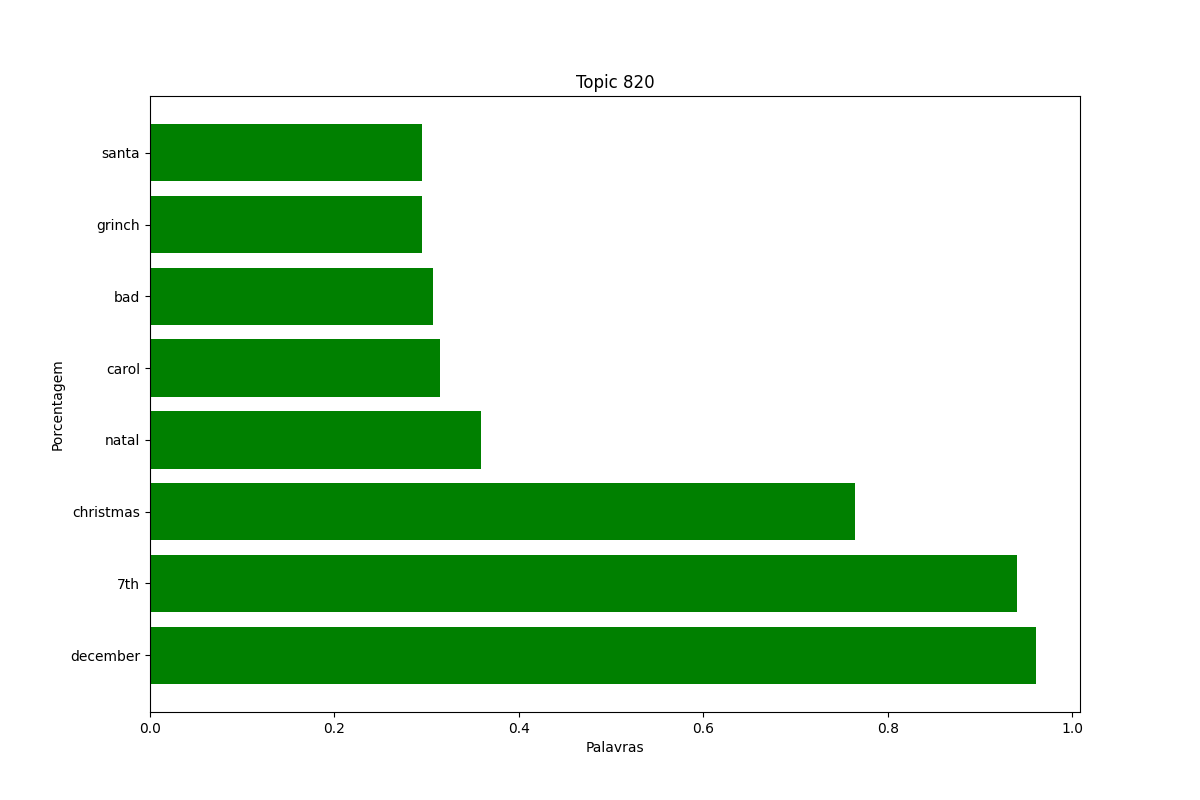 Topic 820
santa
grinch
bad
carol
natal
christmas
7th
december
Porcentagem
0.0 0.2 0.4 0.6 0.8 1.0
Palavras